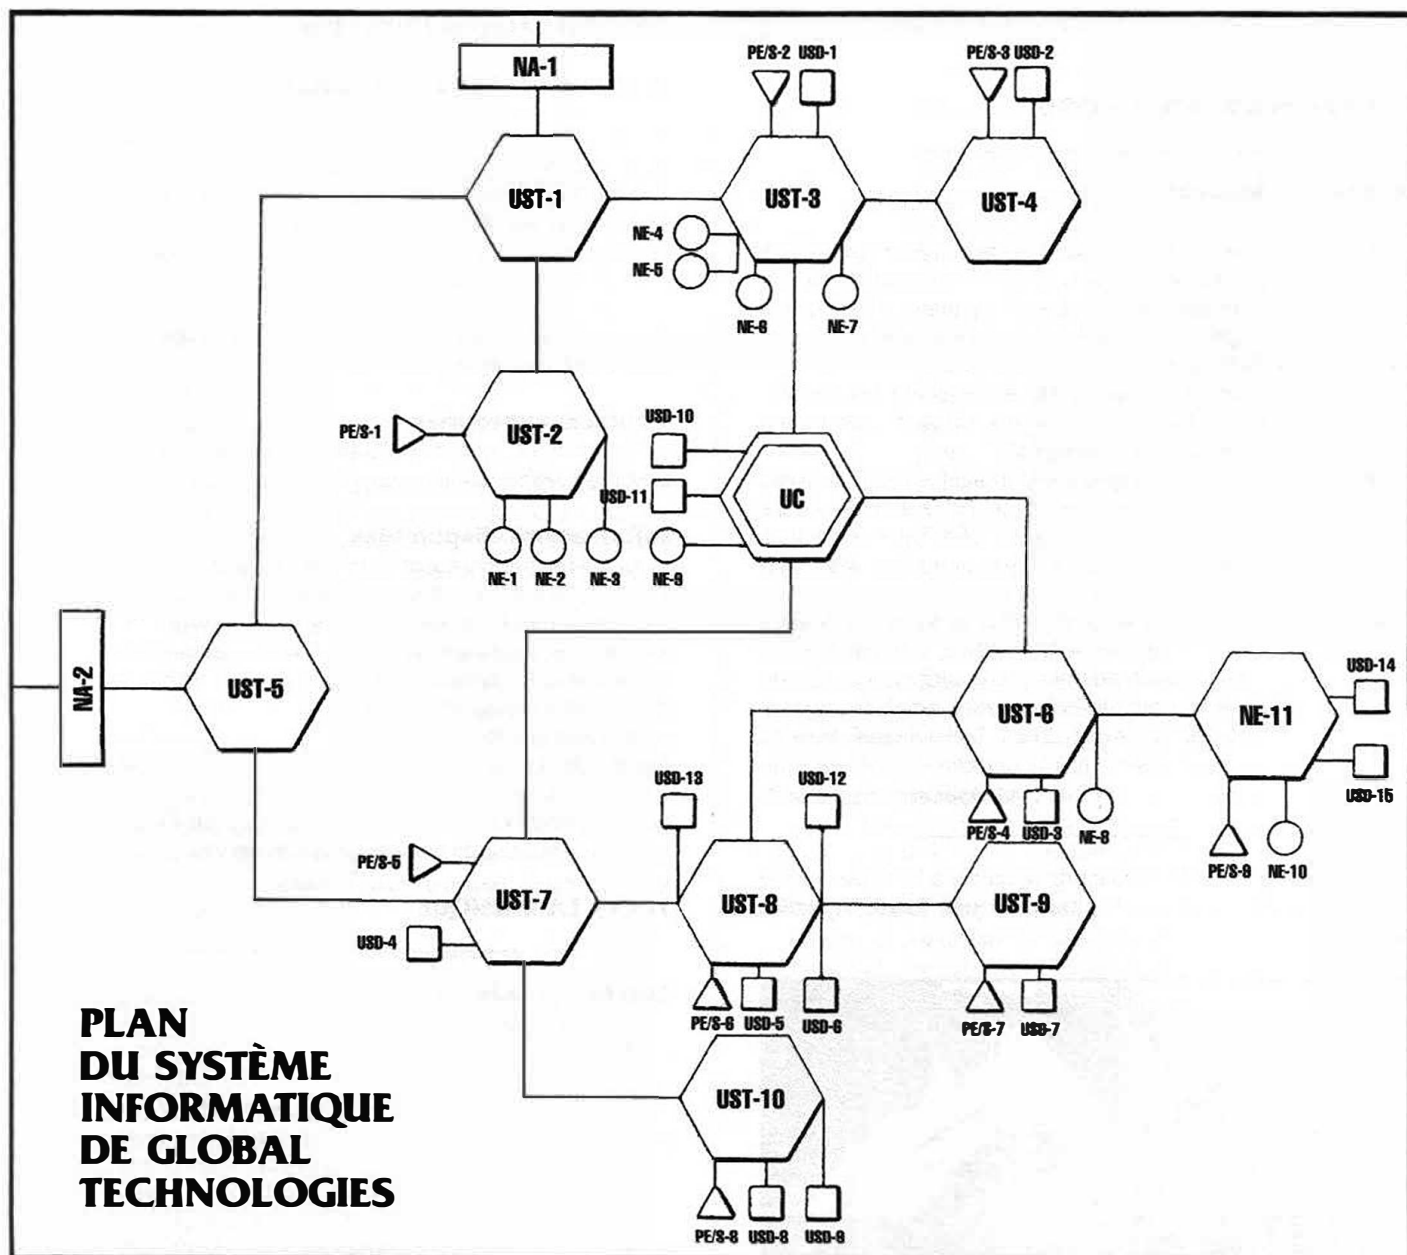 NA-1
PE/S-2 USD-1
PE/S-3 USD-2
UST-1
UST-3
UST-4
NE-4
NE-5
NE-6
NE-7
PE/S-1
UST-2
USD-10
USD-11
UC
NE-1
NE-2
NE-3
NE-9
NA-2
UST-5
UST-6
NE-11
USD-14
USD-15
USD-13
USD-12
PE/S-4
USD-3
NE-8
PE/S-9
NE-10
PE/S-5
UST-7
UST-8
UST-9
USD-4
PE/S-6
USD-5
USD-6
PE/S-7
USD-7
UST-10
PE/S-8
USD-8
USD-9
PLAN
DU SYSTÈME
INFORMATIQUE
DE GLOBAL
TECHNOLOGIES